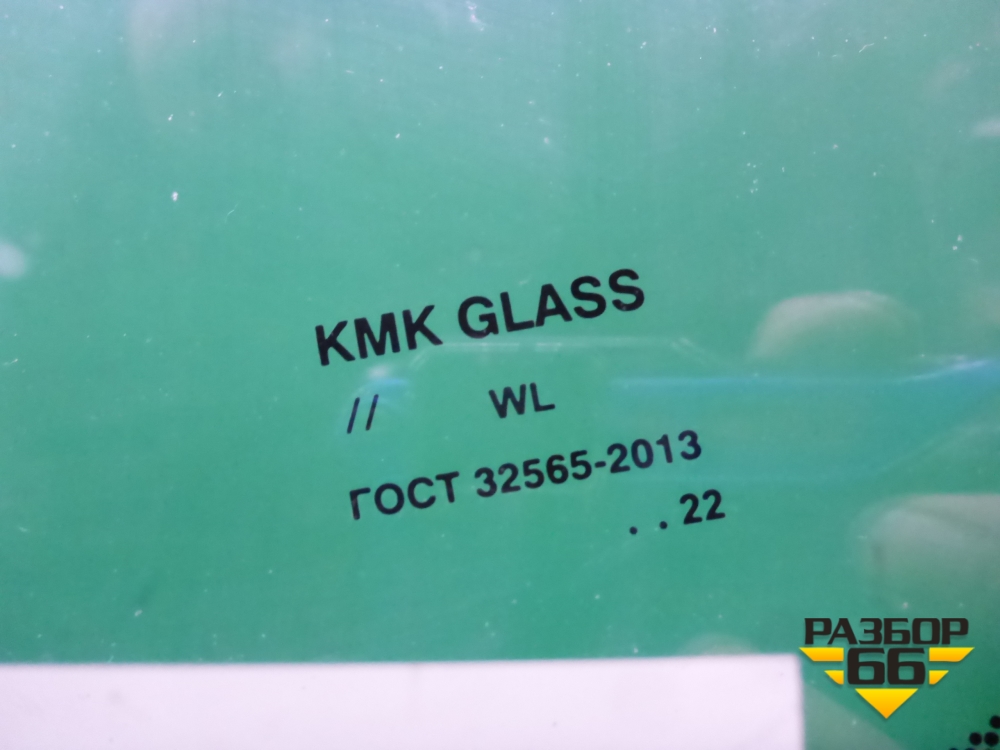 KMK GLASS
// WL
ГОСТ 32565-2013
. . 22
РАЗБОР
66